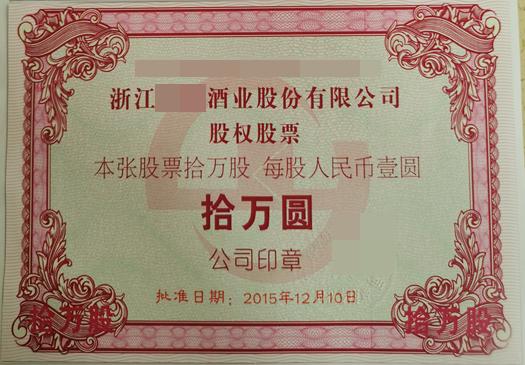 浙江 酒业股份有限公司
股权股票
本张股票拾万股 每股人民币壹圆
拾万圆
公司印章
批准日期：2015年12月10日
拾万股 拾万股